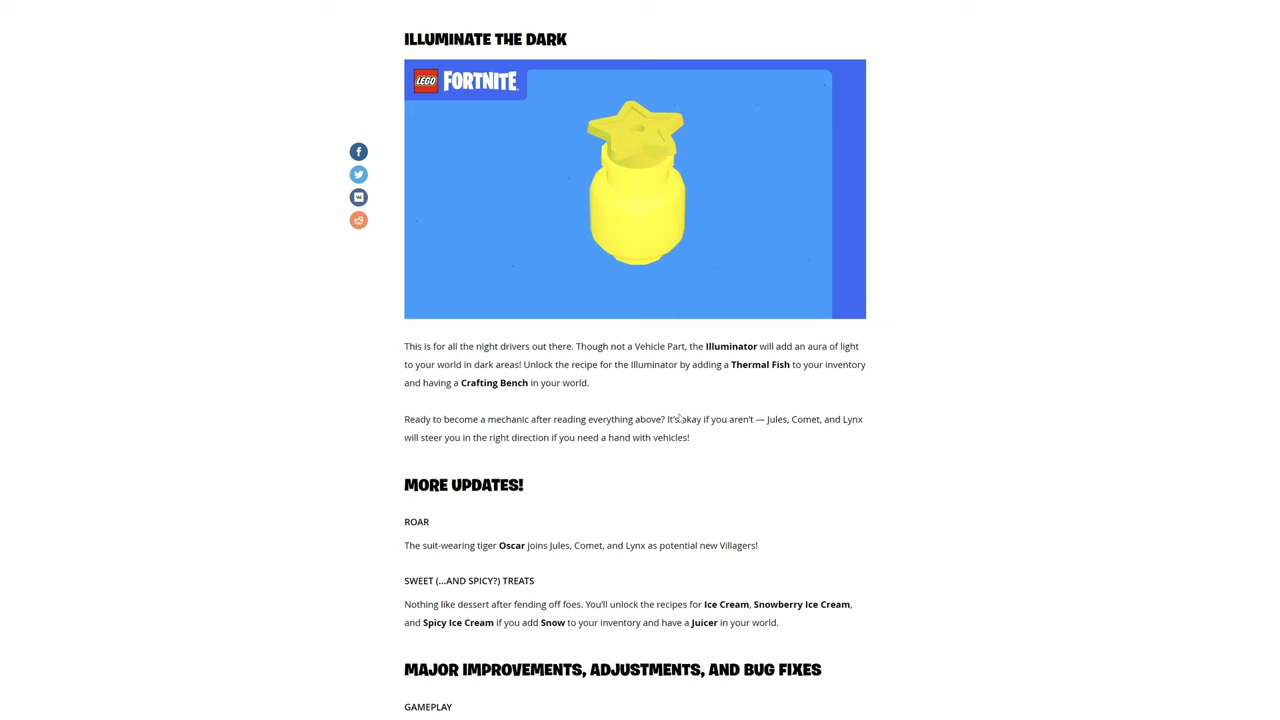 ILLUMINATE THE DARK
LEGO FORTNITE
This is for all the night drivers out there. Though not a Vehicle Part, the Illuminator will add an aura of light
to your world in dark areas! Unlock the recipe for the Illuminator by adding a Thermal Fish to your inventory
and having a Crafting Bench in your world.
Ready to become a mechanic after reading everything above? It's okay if you aren't — Jules, Comet, and Lynx
will steer you in the right direction if you need a hand with vehicles!
MORE UPDATES!
ROAR
The suit-wearing tiger Oscar joins Jules, Comet, and Lynx as potential new Villagers!
SWEET (...AND SPICY?) TREATS
Nothing like dessert after fending off foes. You'll unlock the recipes for Ice Cream, Snowberry Ice Cream,
and Spicy Ice Cream if you add Snow to your inventory and have a Juicer in your world.
MAJOR IMPROVEMENTS, ADJUSTMENTS, AND BUG FIXES
GAMEPLAY